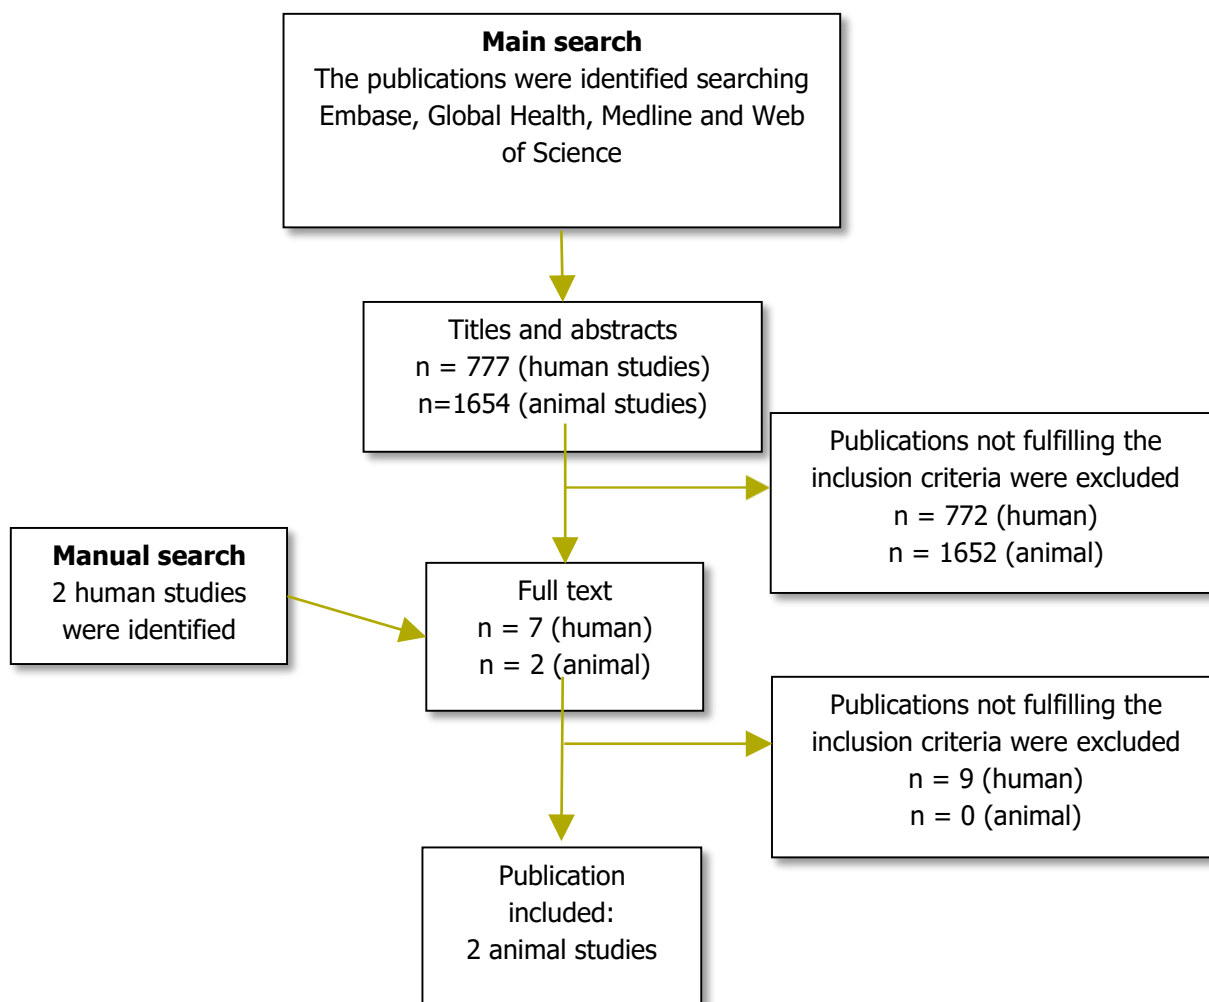 Main search
The publications were identified searching
Embase, Global Health, Medline and Web
of Science
Titles and abstracts
n = 777 (human studies)
n=1654 (animal studies)
Publications not fulfilling the
inclusion criteria were excluded
n = 772 (human)
n = 1652 (animal)
Manual search
2 human studies
were identified
Full text
n = 7 (human)
n = 2 (animal)
Publications not fulfilling the
inclusion criteria were excluded
n = 9 (human)
n = 0 (animal)
Publication
included:
2 animal studies